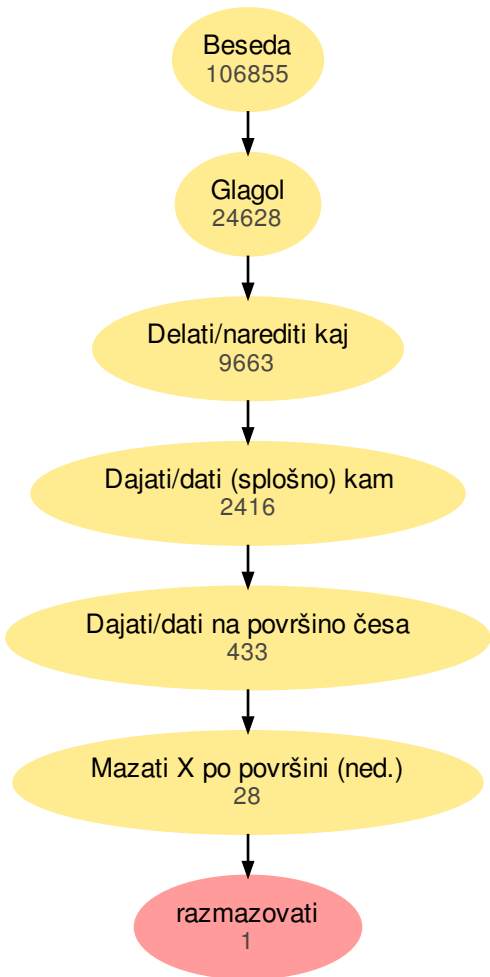 Beseda
106855
Glagol
24628
Delati/narediti kaj
9663
Dajati/dati (splošno) kam
2416
Dajati/dati na površino česa
433
Mazati X po površini (ned.)
28
razmazovati
1